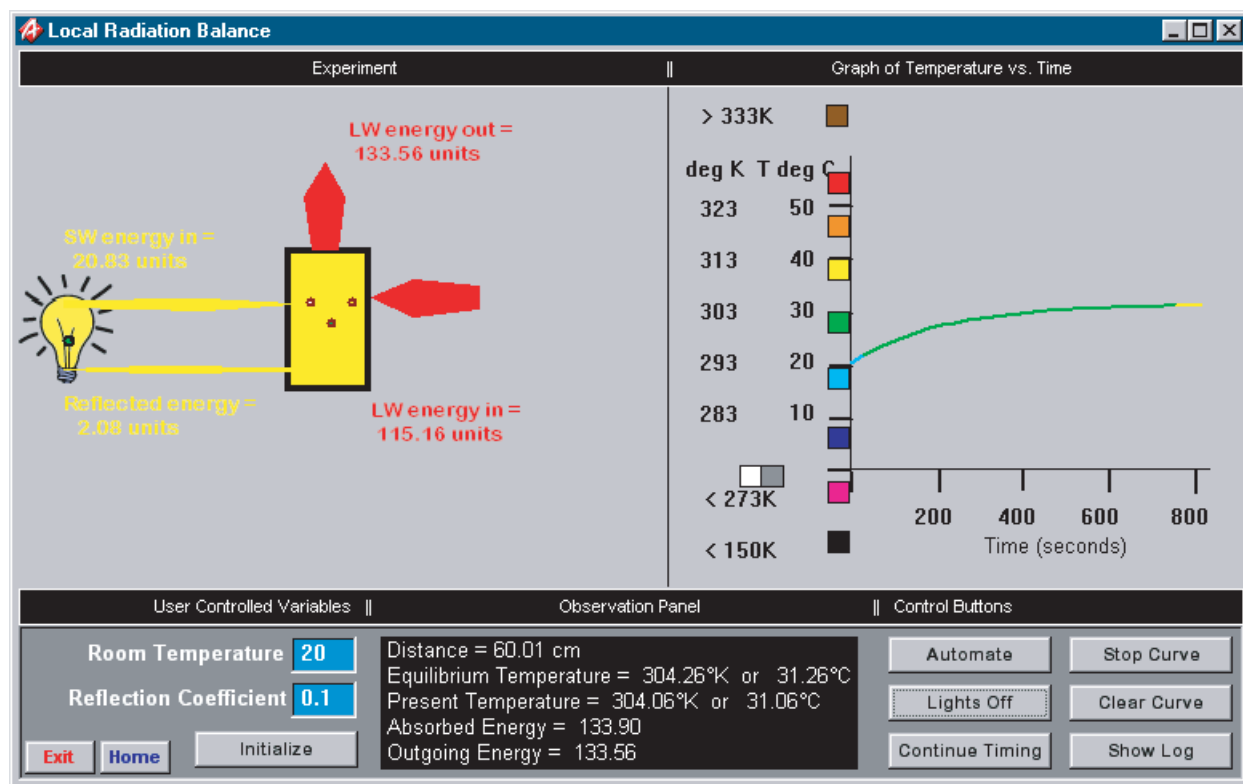 Local Radiation Balance
Experiment || Graph of Temperature vs. Time
LW energy out =
133.56 units
SW energy in =
20.83 units
Reflected energy =
2.08 units
LW energy in =
115.16 units
> 333K
deg K T deg C
323 50
313 40
303 30
293 20
283 10
< 273K
< 150K
200 400 600 800
Time (seconds)
User Controlled Variables || Observation Panel || Control Buttons
Room Temperature 20
Reflection Coefficient 0.1
Exit Home Initialize
Distance = 60.01 cm
Equilibrium Temperature = 304.26°K or 31.26°C
Present Temperature = 304.06°K or 31.06°C
Absorbed Energy = 133.90
Outgoing Energy = 133.56
Automate Stop Curve
Lights Off Clear Curve
Continue Timing Show Log